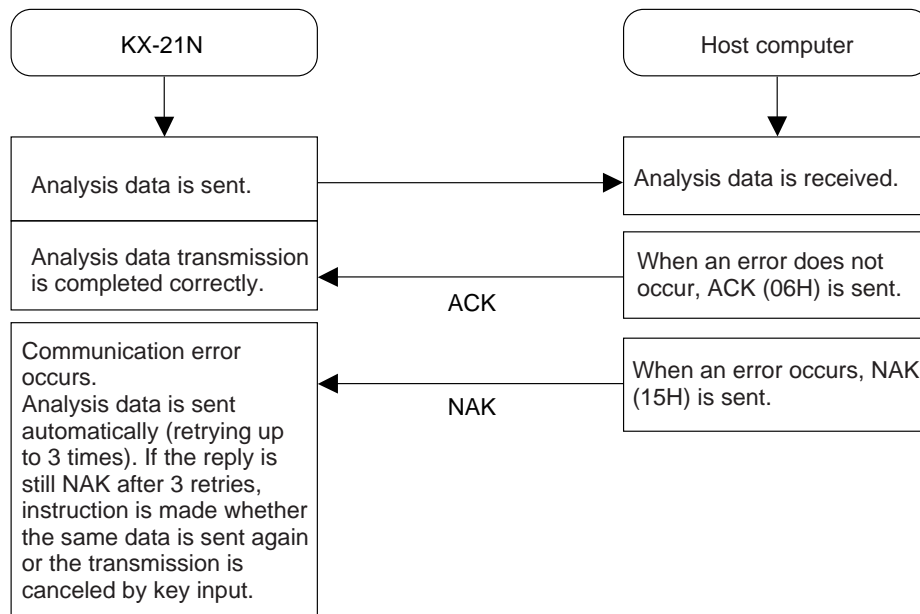 KX-21N
Host computer
Analysis data is sent.
Analysis data is received.
Analysis data transmission
is completed correctly.
When an error does not
occur, ACK (06H) is sent.
ACK
Communication error
occurs.
Analysis data is sent
automatically (retrying up
to 3 times). If the reply is
still NAK after 3 retries,
instruction is made whether
the same data is sent again
or the transmission is
canceled by key input.
When an error occurs, NAK
(15H) is sent.
NAK